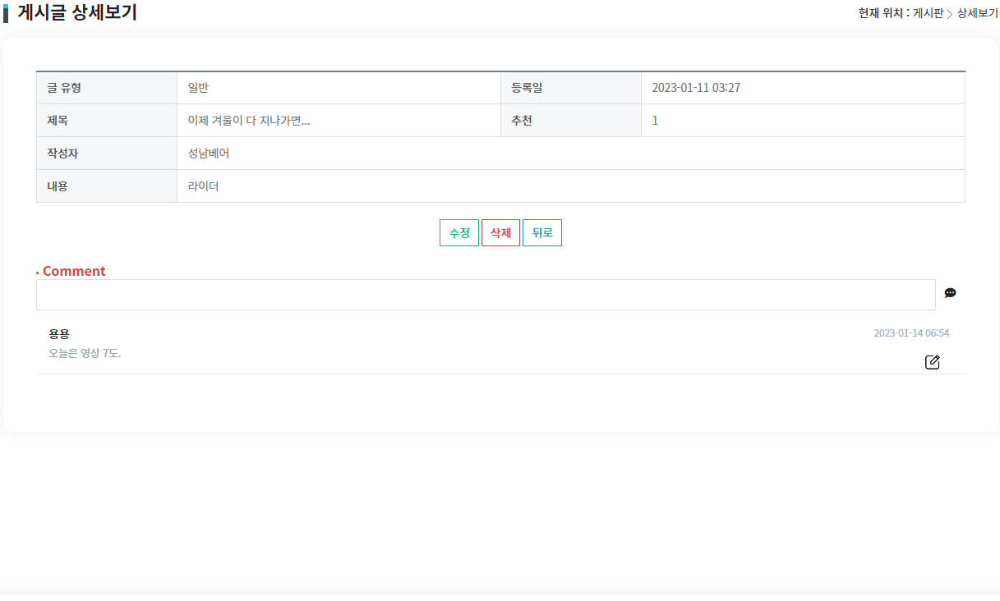 게시글 상세보기
현재 위치 : 게시판 > 상세보기
글 유형 일반 등록일 2023-01-11 03:27
제목 이제 겨울이 다 지나가면... 추천 1
작성자 성남베어
내용 라이더
수정 삭제 뒤로
· Comment
용용 2023-01-14 06:54
오늘은 영상 7도.